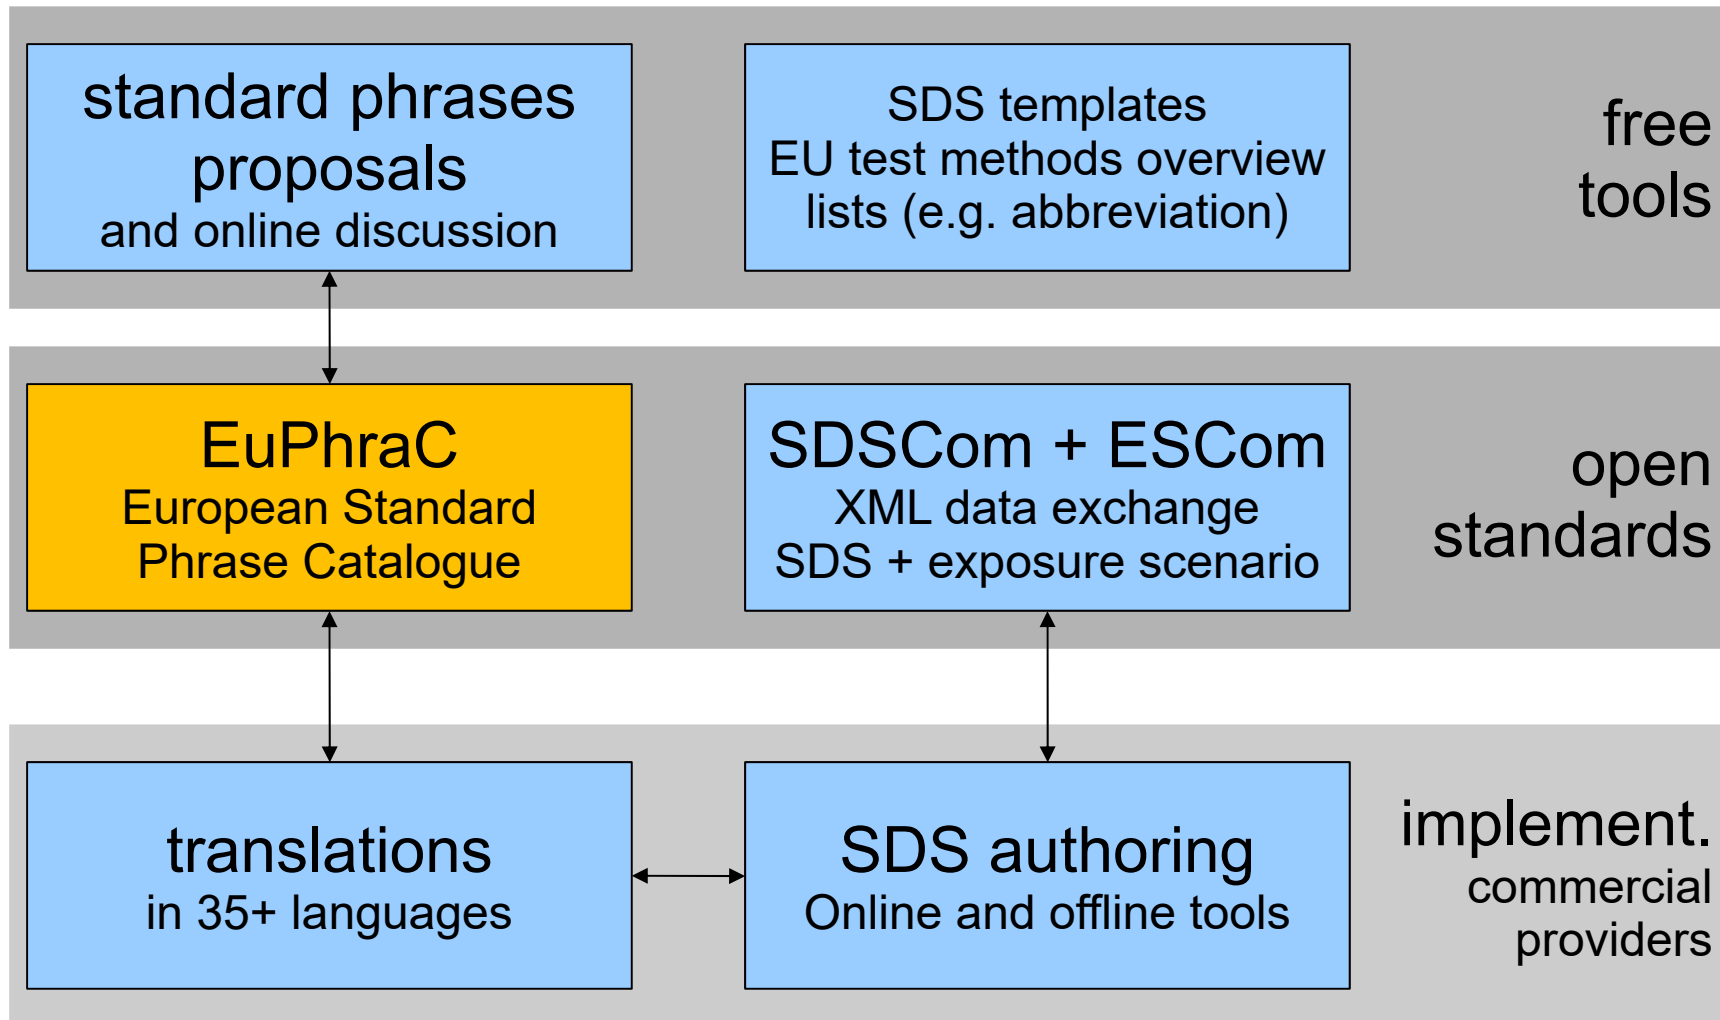 standard phrases
proposals
and online discussion
SDS templates
EU test methods overview
lists (e.g. abbreviation)
free
tools
EuPhraC
European Standard
Phrase Catalogue
SDSCom + ESCom
XML data exchange
SDS + exposure scenario
open
standards
translations
in 35+ languages
SDS authoring
Online and offline tools
implement.
commercial
providers